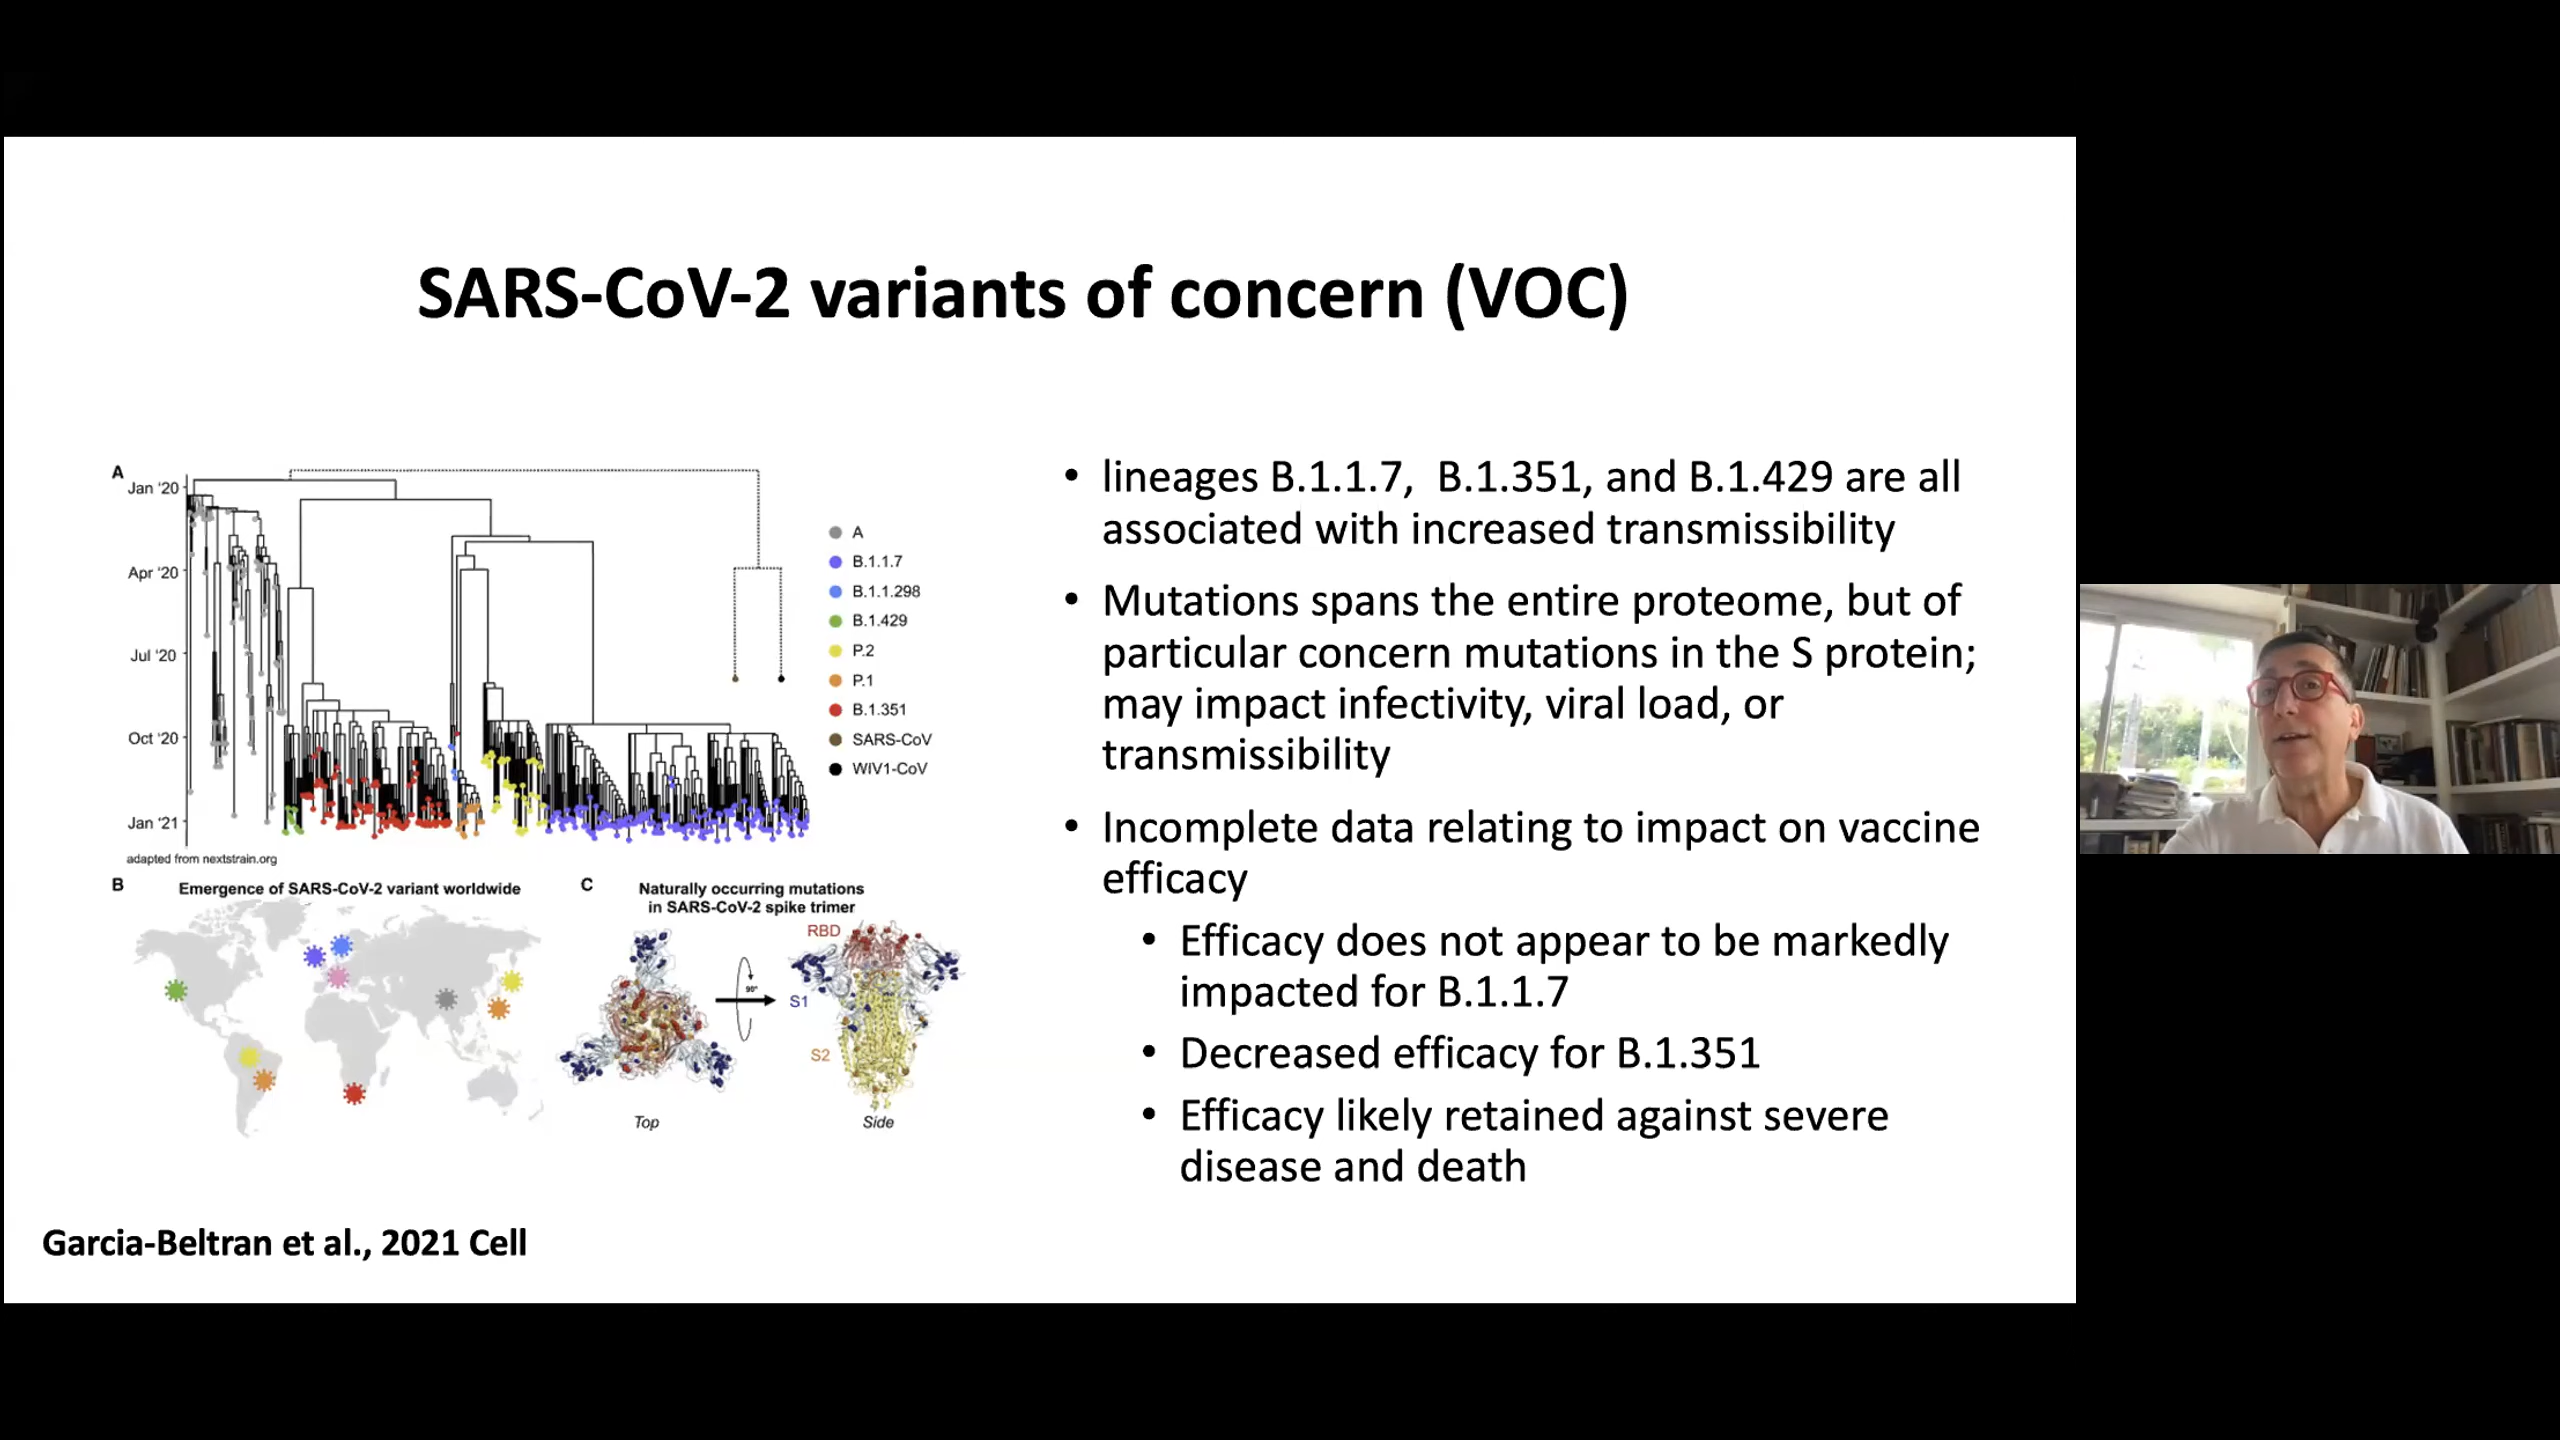 SARS-CoV-2 variants of concern (VOC)
A
Jan '20
Apr '20
Jul '20
Oct '20
Jan '21
adapted from nextstrain.org
A
B.1.1.7
B.1.1.298
B.1.429
P.2
P.1
B.1.351
SARS-CoV
WIV1-CoV
B
Emergence of SARS-CoV-2 variant worldwide
C
Naturally occurring mutations
in SARS-CoV-2 spike trimer
RBD
90°
S1
S2
Top
Side
• lineages B.1.1.7, B.1.351, and B.1.429 are all
associated with increased transmissibility
• Mutations spans the entire proteome, but of
particular concern mutations in the S protein;
may impact infectivity, viral load, or
transmissibility
• Incomplete data relating to impact on vaccine
efficacy
• Efficacy does not appear to be markedly
impacted for B.1.1.7
• Decreased efficacy for B.1.351
• Efficacy likely retained against severe
disease and death
Garcia-Beltran et al., 2021 Cell